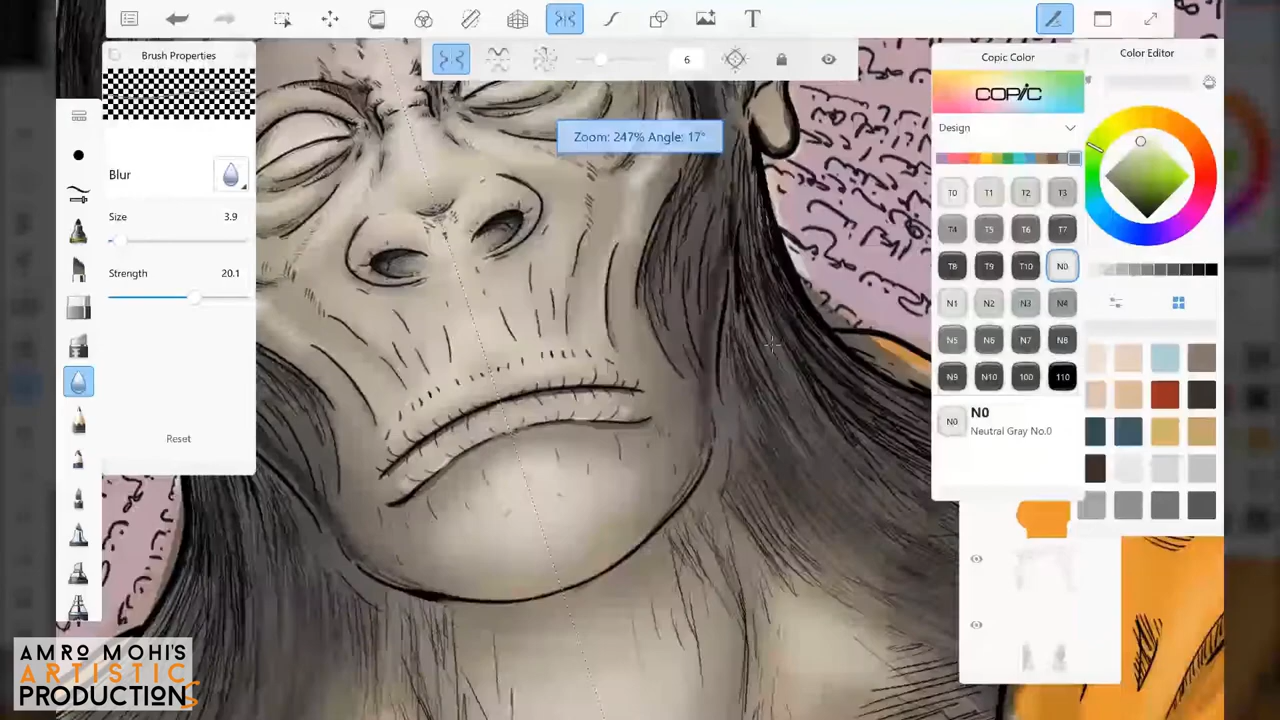 Brush Properties
Blur
Size 3.9
Strength 20.1
Reset
6
Zoom: 247% Angle: 17°
T
Copic Color
COPIC
Design
T0 T1 T2 T3
T4 T5 T6 T7
T8 T9 T10 N0
N1 N2 N3 N4
N5 N6 N7 N8
N9 N10 100 110
N0 N0
Neutral Gray No.0
Color Editor
AMRO MOHI'S
ARTISTIC
PRODUCTIONS